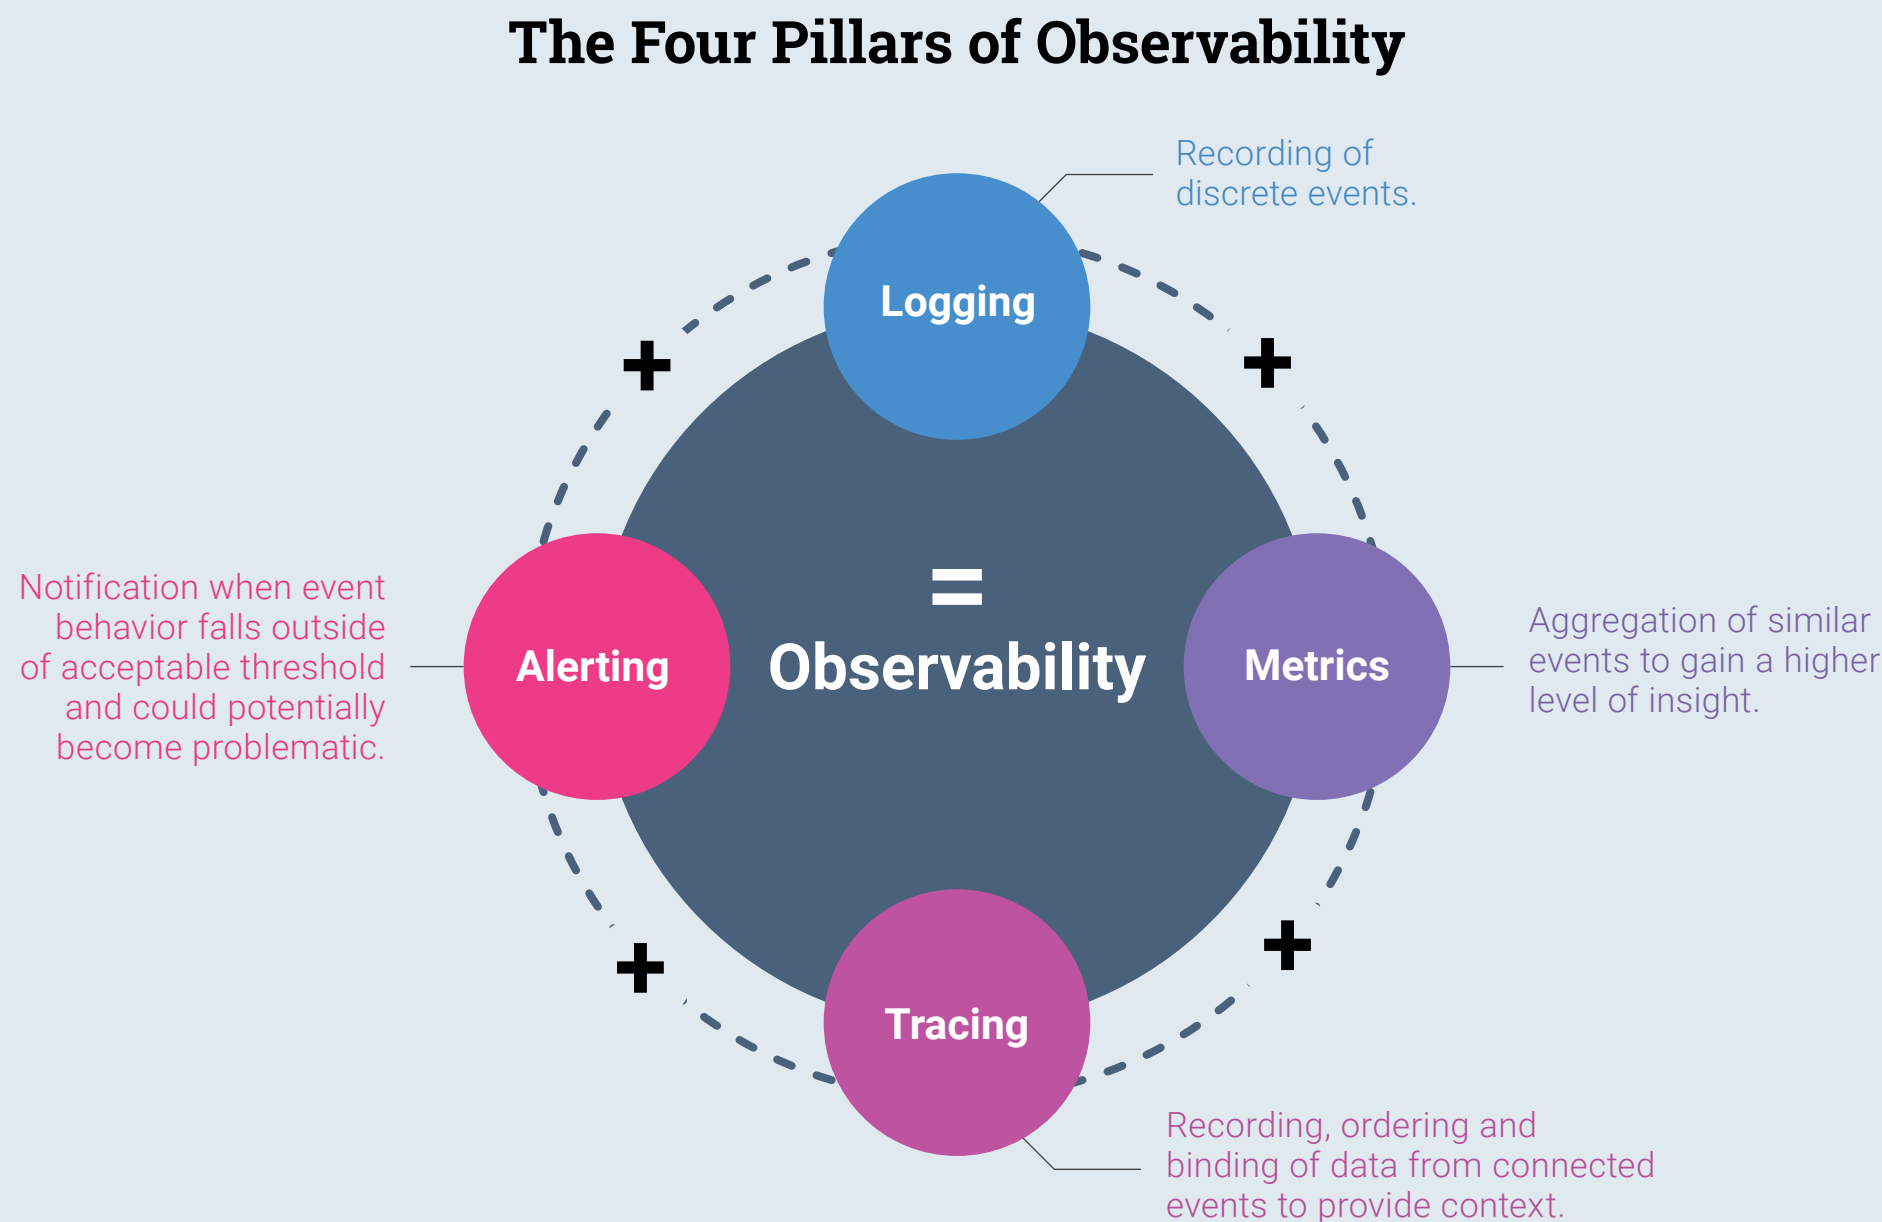 The Four Pillars of Observability
Recording of
discrete events.
Logging
+
+
Notification when event
behavior falls outside
of acceptable threshold
and could potentially
become problematic.
Alerting
=
Observability
Metrics
Aggregation of similar
events to gain a higher
level of insight.
+
+
Tracing
Recording, ordering and
binding of data from connected
events to provide context.